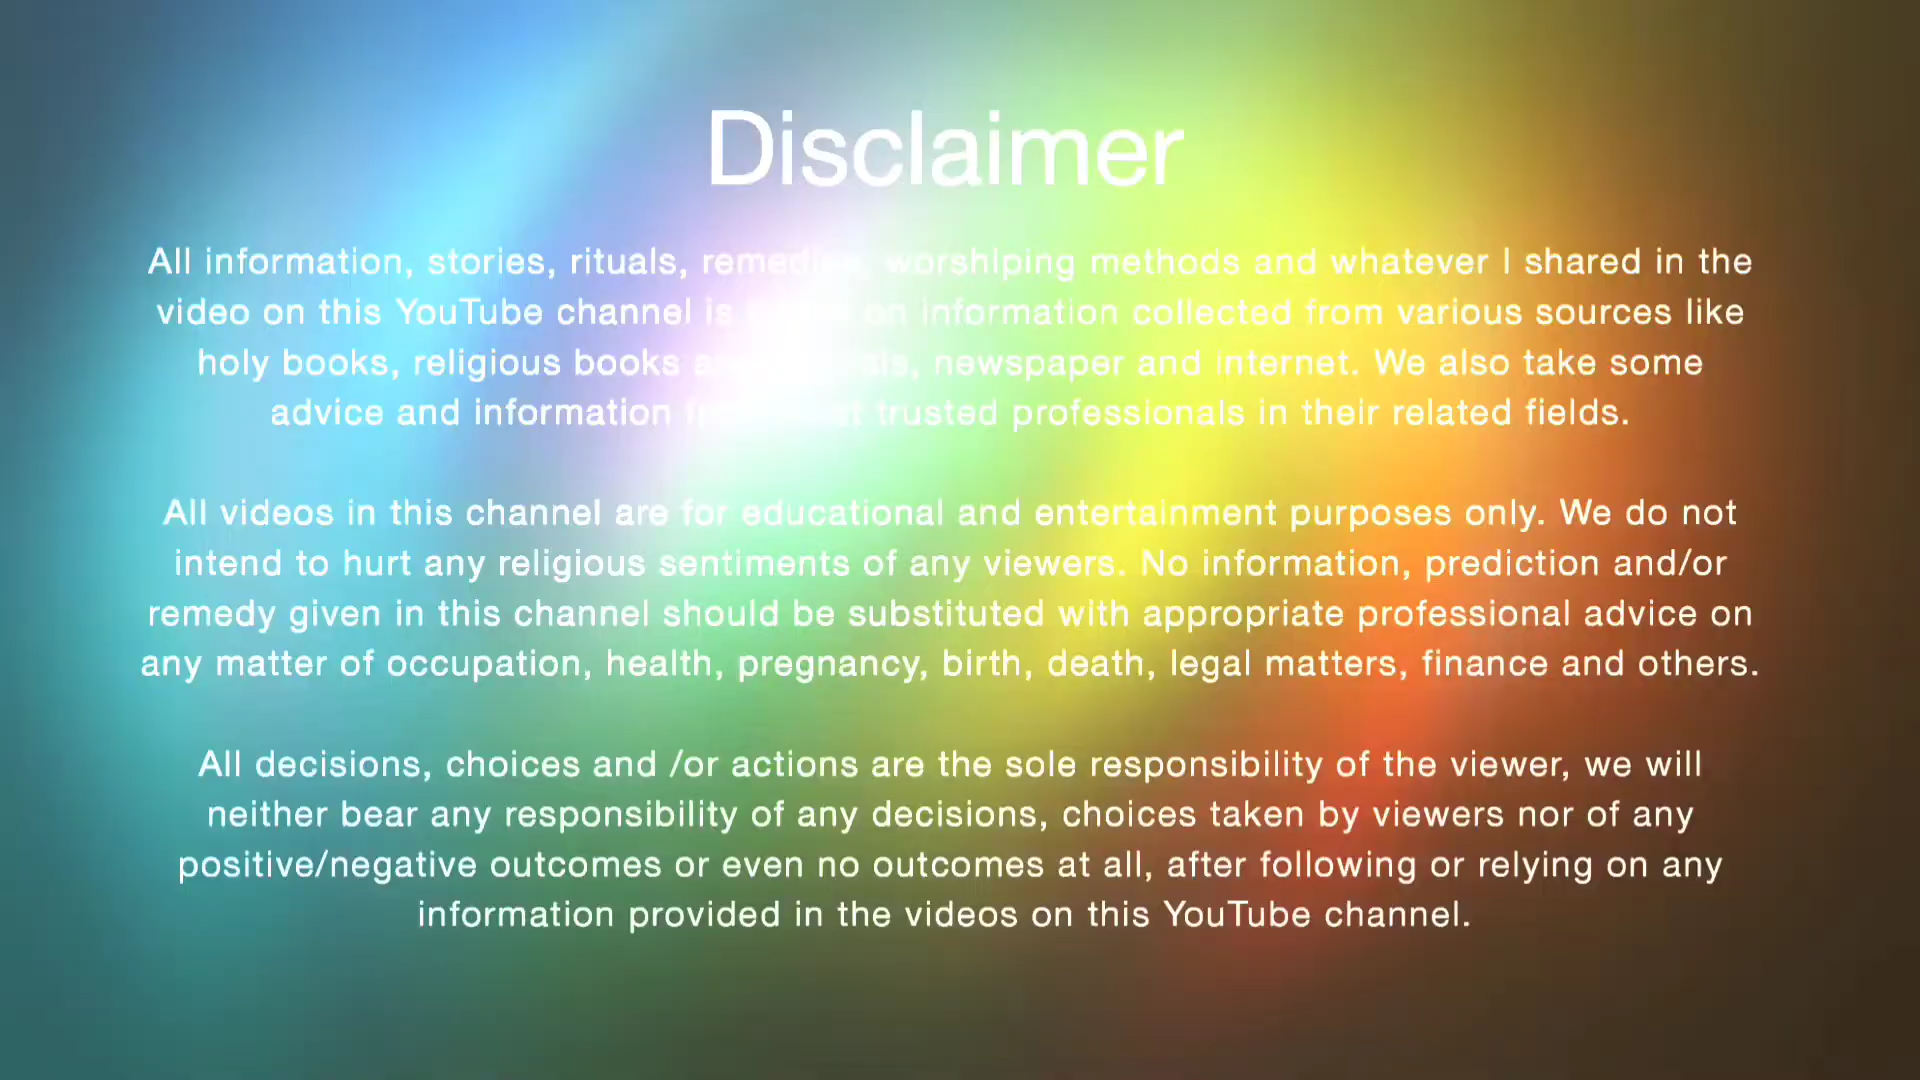 Disclaimer
All information, stories, rituals, remedies, worshiping methods and whatever I shared in the
video on this YouTube channel is on information collected from various sources like
holy books, religious books newspaper and internet. We also take some
advice and information trusted professionals in their related fields.
All videos in this channel are for educational and entertainment purposes only. We do not
intend to hurt any religious sentiments of any viewers. No information, prediction and/or
remedy given in this channel should be substituted with appropriate professional advice on
any matter of occupation, health, pregnancy, birth, death, legal matters, finance and others.
All decisions, choices and /or actions are the sole responsibility of the viewer, we will
neither bear any responsibility of any decisions, choices taken by viewers nor of any
positive/negative outcomes or even no outcomes at all, after following or relying on any
information provided in the videos on this YouTube channel.